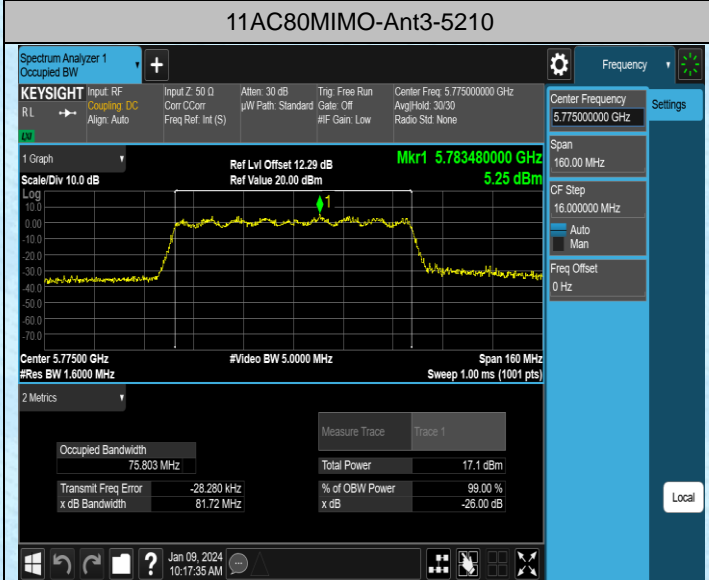 11AC80MIMO-Ant3-5210
Spectrum Analyzer 1
Occupied BW
Frequency
KEYSIGHT
RL
LXI
Input: RF
Coupling: DC
Align: Auto
Input Z: 50 Ω
Corr CCorr
Freq Ref: Int (S)
Atten: 30 dB
µW Path: Standard
Trig: Free Run
Gate: Off
#IF Gain: Low
Center Freq: 5.775000000 GHz
Avg|Hold: 30/30
Radio Std: None
Center Frequency
5.775000000 GHz
Settings
Span
160.00 MHz
CF Step
16.000000 MHz
Auto
Man
Freq Offset
0 Hz
1 Graph
Scale/Div 10.0 dB
Ref Lvl Offset 12.29 dB
Ref Value 20.00 dBm
Mkr1 5.783480000 GHz
5.25 dBm
Log
10.0
0.00
-10.0
-20.0
-30.0
-40.0
-50.0
-60.0
-70.0
1
Center 5.77500 GHz
#Video BW 5.0000 MHz
Span 160 MHz
#Res BW 1.6000 MHz
Sweep 1.00 ms (1001 pts)
2 Metrics
Measure Trace
Trace 1
Occupied Bandwidth
75.803 MHz
Total Power 17.1 dBm
Transmit Freq Error -28.280 kHz
% of OBW Power 99.00 %
x dB Bandwidth 81.72 MHz
x dB -26.00 dB
Local
?
Jan 09, 2024
10:17:35 AM